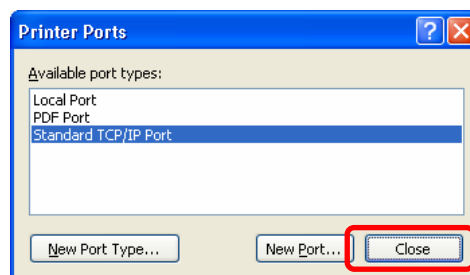 Printer Ports
Available port types:
Local Port
PDF Port
Standard TCP/IP Port
New Port Type... New Port... Close